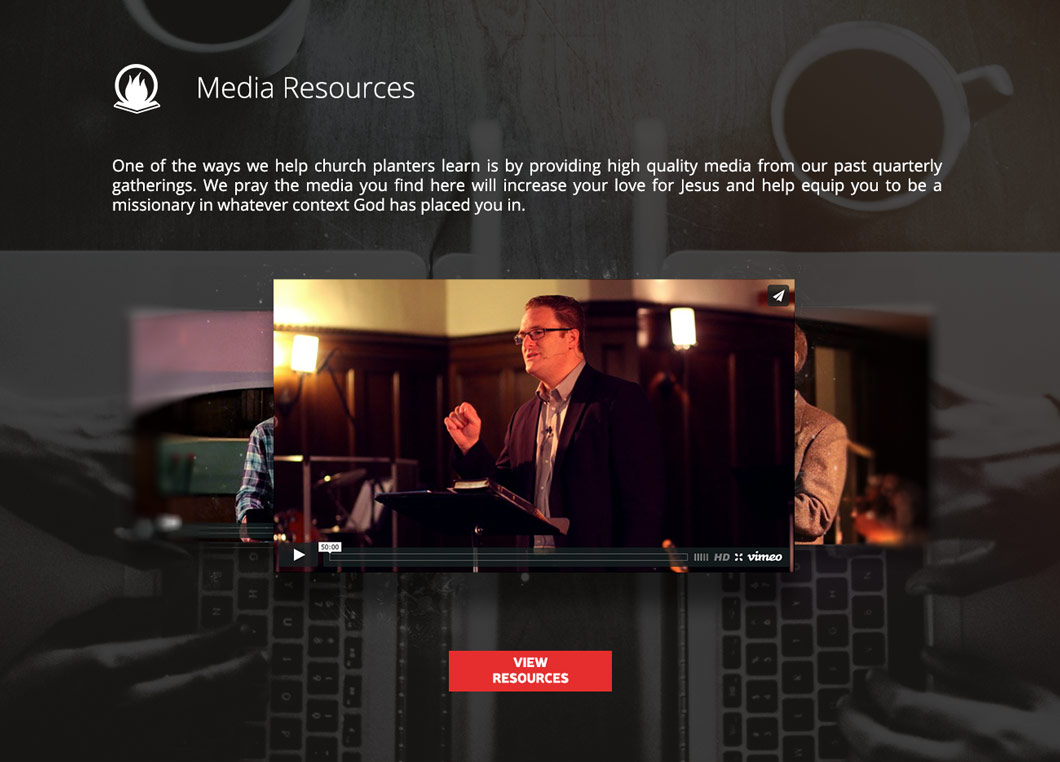 Media Resources
One of the ways we help church planters learn is by providing high quality media from our past quarterly
gatherings. We pray the media you find here will increase your love for Jesus and help equip you to be a
missionary in whatever context God has placed you in.
50:00
HD vimeo
VIEW
RESOURCES